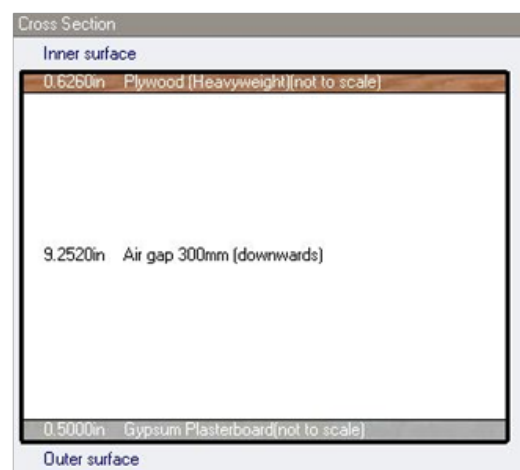 Cross Section
Inner surface
0.6260in Plywood (Heavyweight)(not to scale)
9.2520in Air gap 300mm (downwards)
0.5000in Gypsum Plasterboard(not to scale)
Outer surface